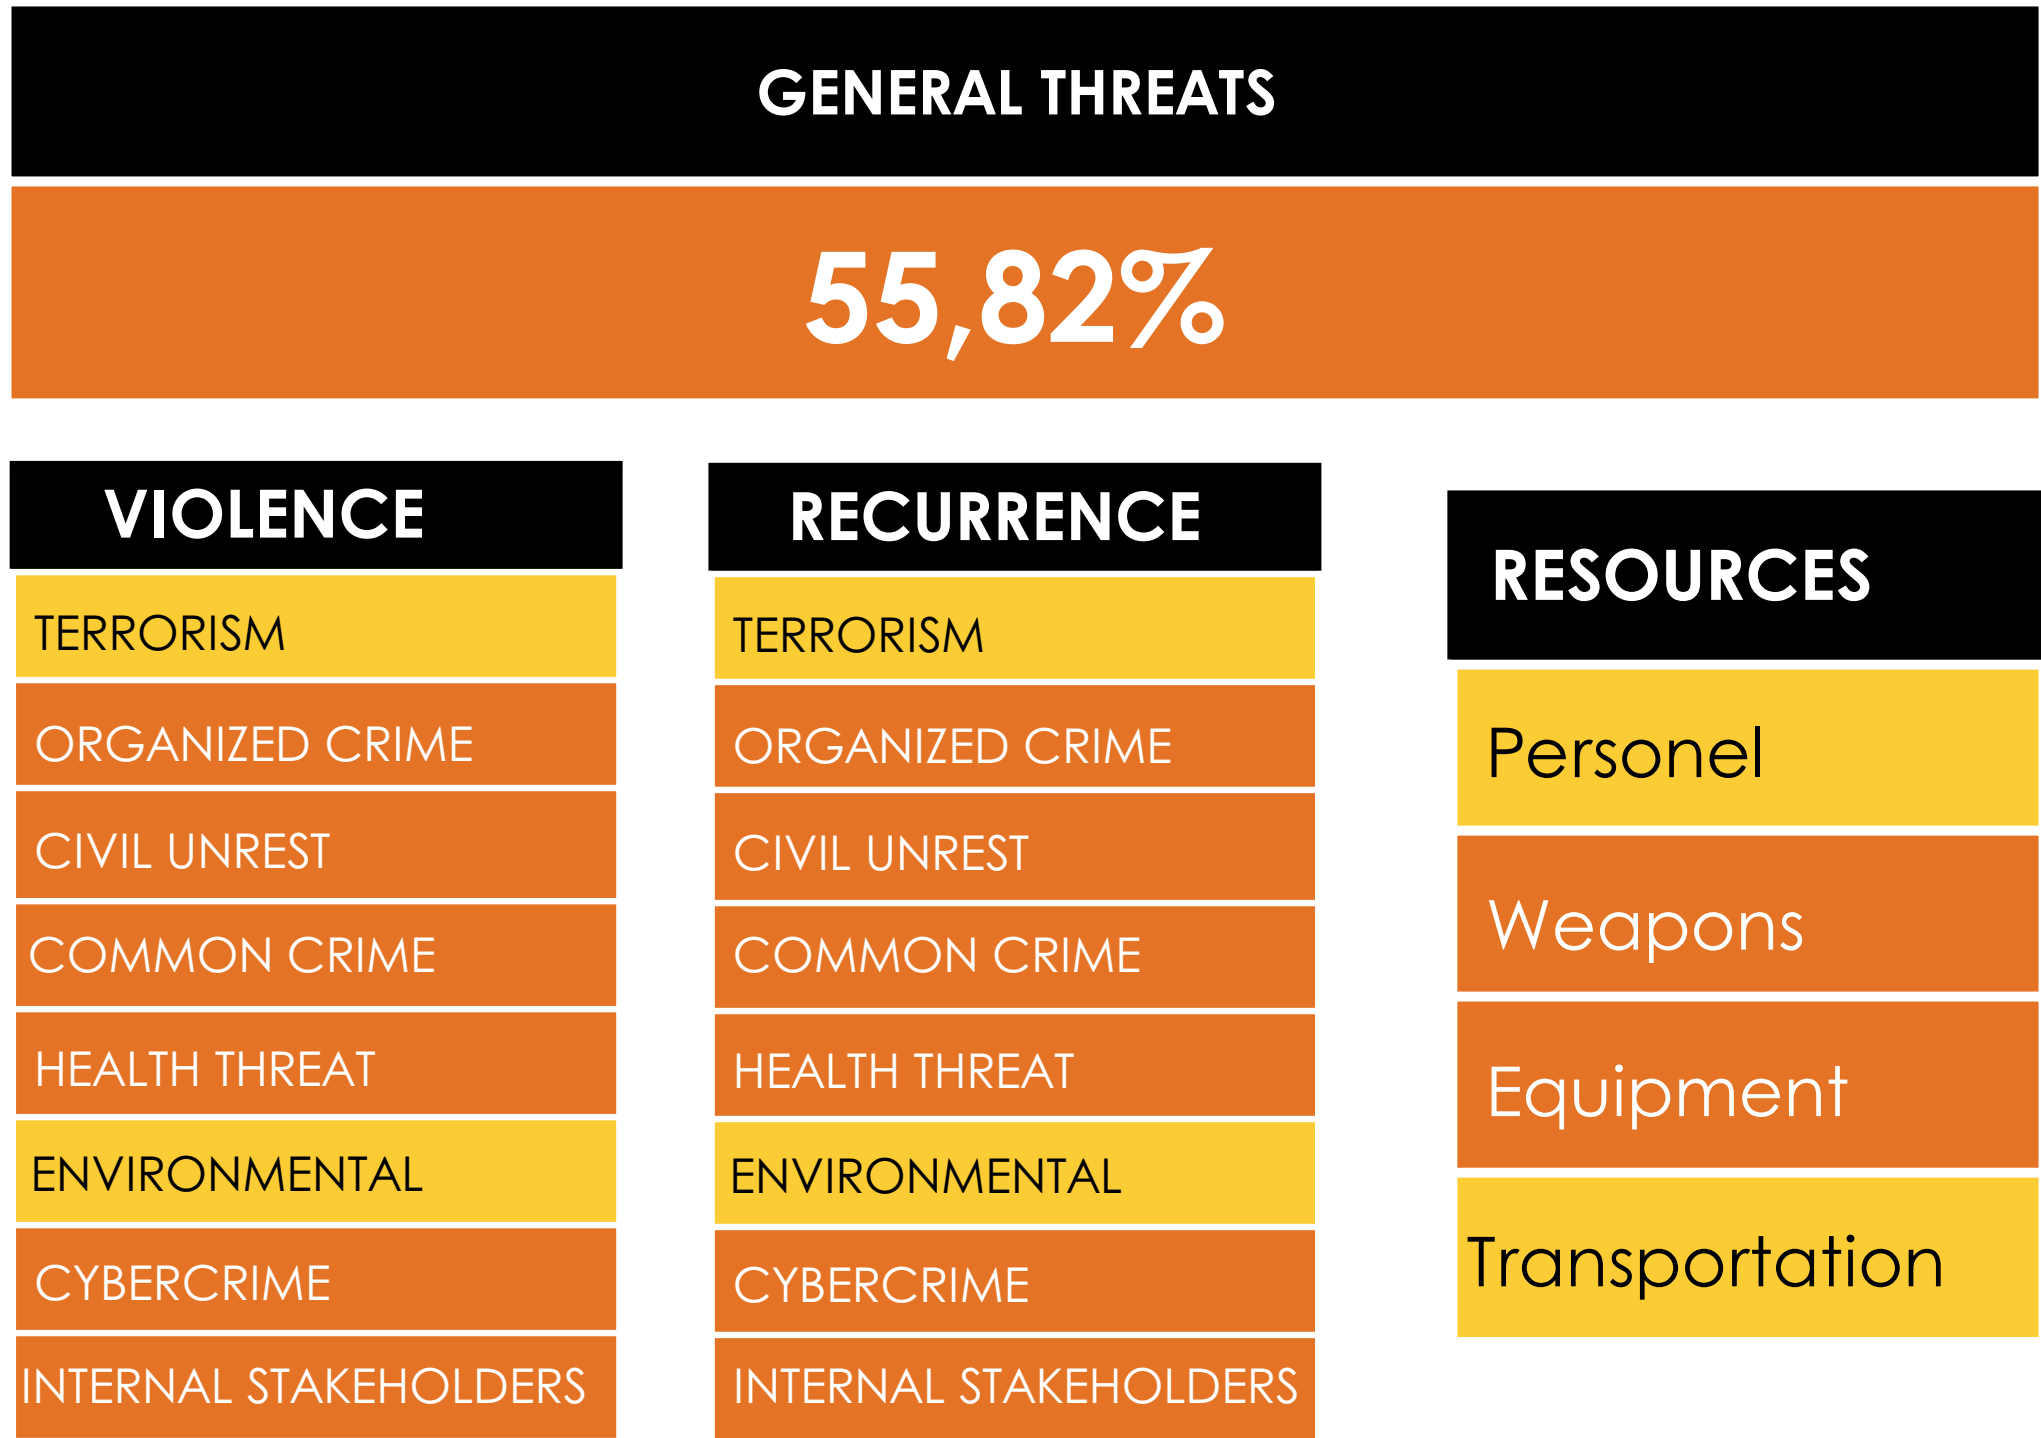 GENERAL THREATS
55,82%
VIOLENCE
TERRORISM
ORGANIZED CRIME
CIVIL UNREST
COMMON CRIME
HEALTH THREAT
ENVIRONMENTAL
CYBERCRIME
INTERNAL STAKEHOLDERS
RECURRENCE
TERRORISM
ORGANIZED CRIME
CIVIL UNREST
COMMON CRIME
HEALTH THREAT
ENVIRONMENTAL
CYBERCRIME
INTERNAL STAKEHOLDERS
RESOURCES
Personel
Weapons
Equipment
Transportation